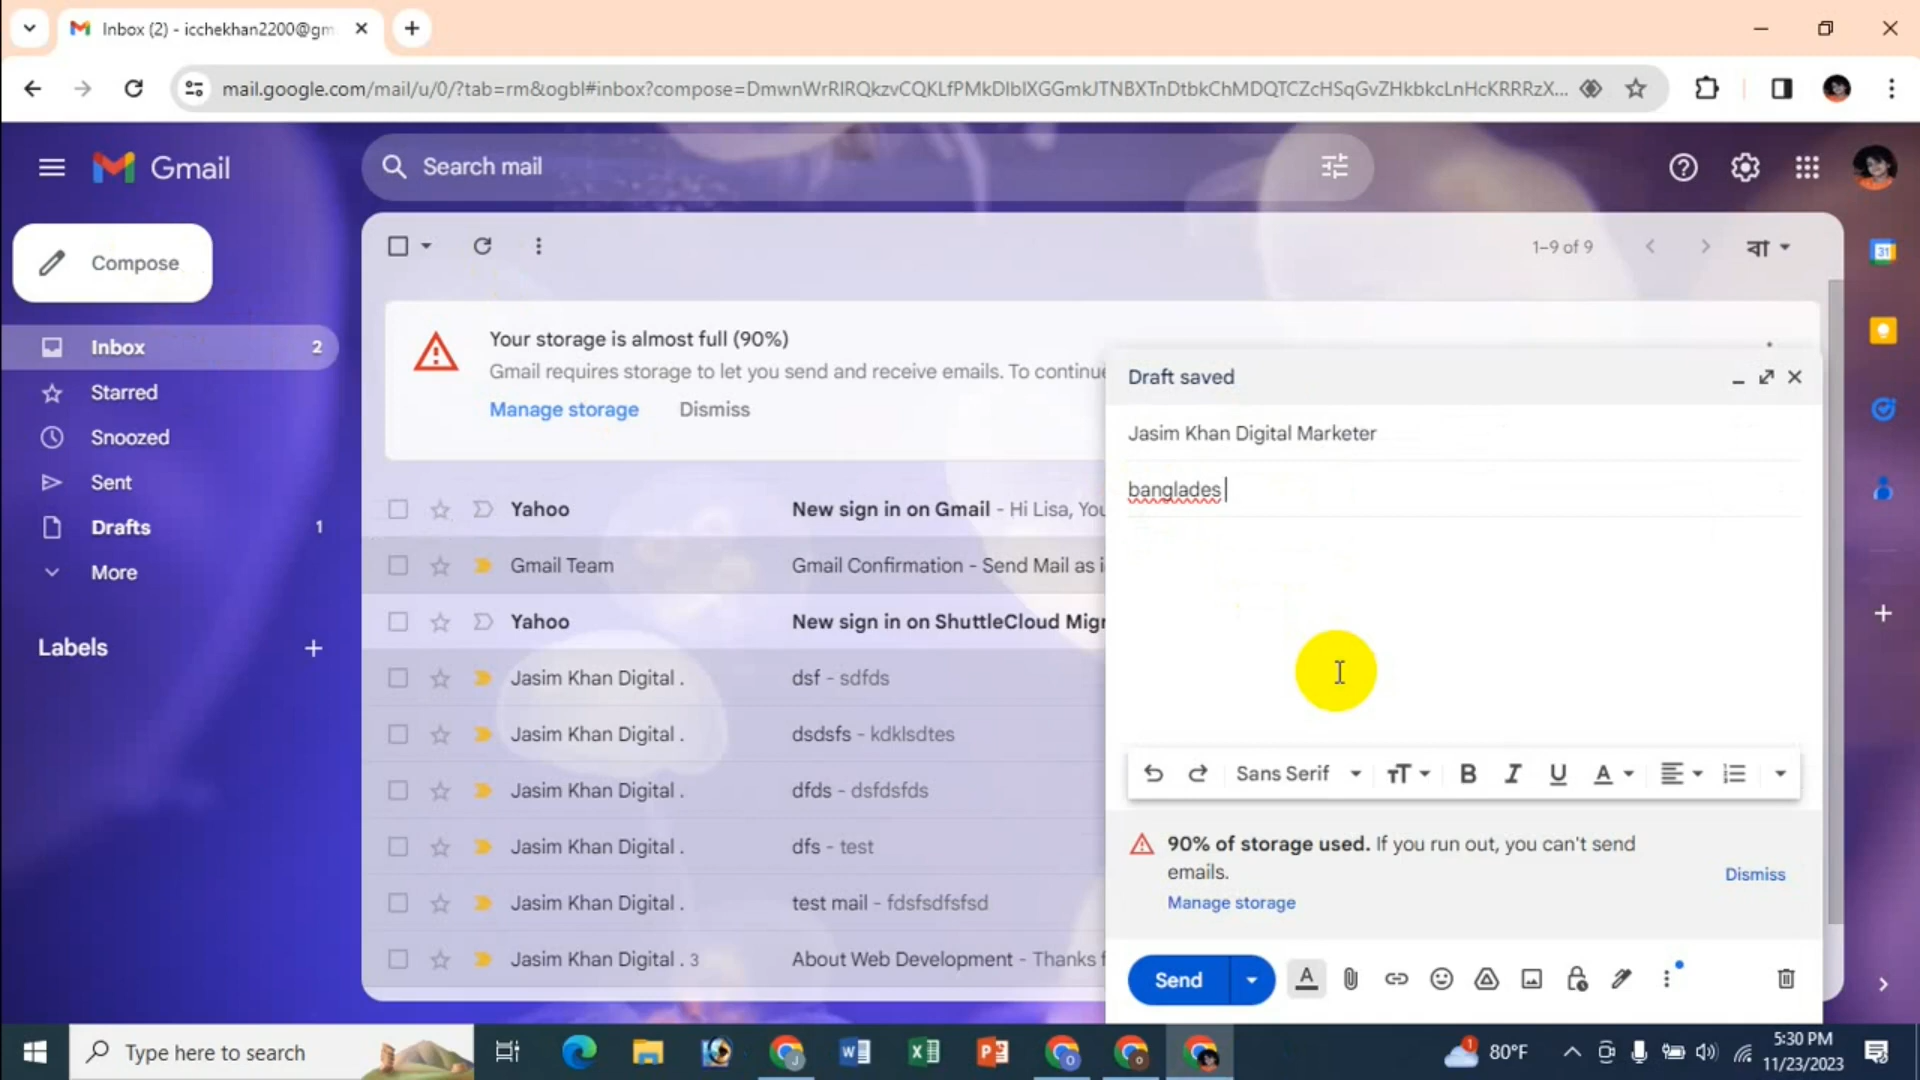 Inbox (2) - icchekhan2200@gm
mail.google.com/mail/u/0/?tab=rm&ogbl#inbox?compose=DmwnWrRlRQkzvCQKLfPMkDlblXGGmkJTNBXTnDtbkChMDQTCZcHSqGvZHkbkcLnHcKRRRzX...
Gmail
Search mail
Compose
1–9 of 9
বা
31
Inbox 2
Starred
Snoozed
Sent
Drafts 1
More
Labels
Your storage is almost full (90%)
Gmail requires storage to let you send and receive emails. To continue
Manage storage Dismiss
Yahoo New sign in on Gmail - Hi Lisa, You
Gmail Team Gmail Confirmation - Send Mail as i
Yahoo New sign in on ShuttleCloud Migr
Jasim Khan Digital . dsf - sdfds
Jasim Khan Digital . dsdsfs - kdklsdtes
Jasim Khan Digital . dfds - dsfdsfds
Jasim Khan Digital . dfs - test
Jasim Khan Digital . test mail - fdsfsdfsfsd
Jasim Khan Digital . 3 About Web Development - Thanks f
Draft saved
Jasim Khan Digital Marketer
banglades
Sans Serif
90% of storage used. If you run out, you can't send
emails.
Dismiss
Manage storage
Send
Type here to search
80°F
5:30 PM
11/23/2023